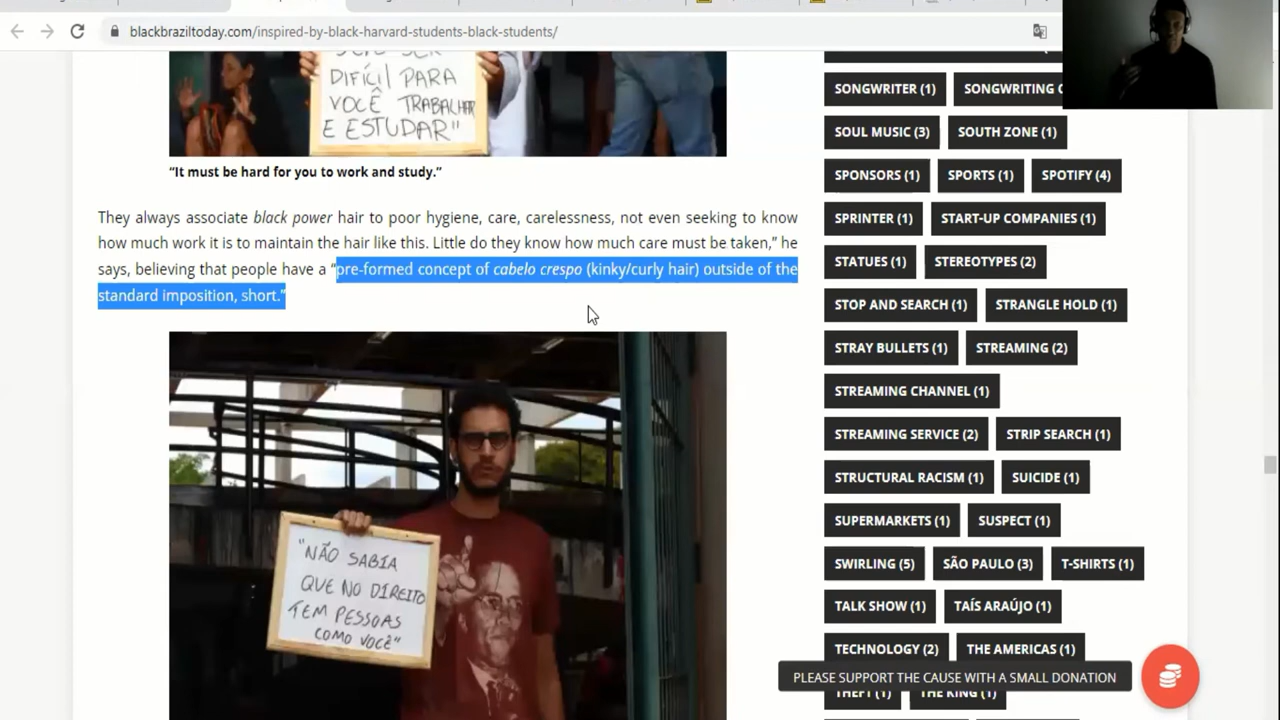 blackbraziltoday.com/inspired-by-black-harvard-students-black-students/
DIFÍCIL PARA
VOCÊ TRABALHAR
E ESTUDAR"
“It must be hard for you to work and study.”
They always associate black power hair to poor hygiene, care, carelessness, not even seeking to know
how much work it is to maintain the hair like this. Little do they know how much care must be taken,” he
says, believing that people have a “pre-formed concept of cabelo crespo (kinky/curly hair) outside of the
standard imposition, short.”
"NÃO SABIA
QUE NO DIREITO
TEM PESSOAS
COMO VOCÊ"
SONGWRITER (1) SONGWRITING
SOUL MUSIC (3) SOUTH ZONE (1)
SPONSORS (1) SPORTS (1) SPOTIFY (4)
SPRINTER (1) START-UP COMPANIES (1)
STATUES (1) STEREOTYPES (2)
STOP AND SEARCH (1) STRANGLE HOLD (1)
STRAY BULLETS (1) STREAMING (2)
STREAMING CHANNEL (1)
STREAMING SERVICE (2) STRIP SEARCH (1)
STRUCTURAL RACISM (1) SUICIDE (1)
SUPERMARKETS (1) SUSPECT (1)
SWIRLING (5) SÃO PAULO (3) T-SHIRTS (1)
TALK SHOW (1) TAÍS ARAÚJO (1)
TECHNOLOGY (2) THE AMERICAS (1)
PLEASE SUPPORT THE CAUSE WITH A SMALL DONATION
THEFT (1) THE KING (1)